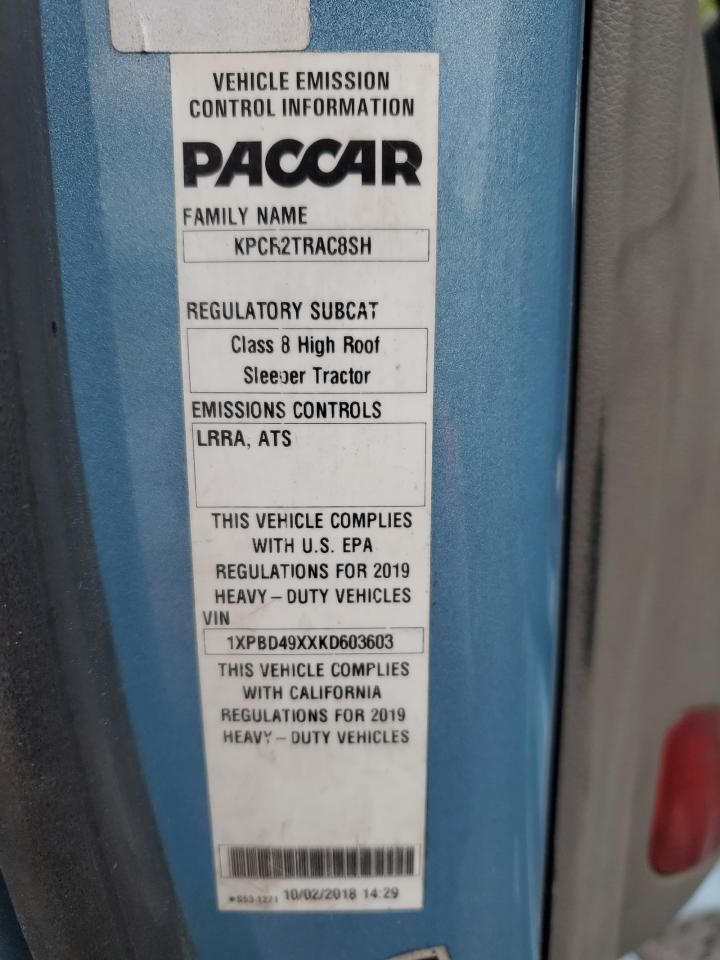 VEHICLE EMISSION
CONTROL INFORMATION
PACCAR
FAMILY NAME
KPCR2TRAC8SH
REGULATORY SUBCAT
Class 8 High Roof
Sleeper Tractor
EMISSIONS CONTROLS
LRRA, ATS
THIS VEHICLE COMPLIES
WITH U.S. EPA
REGULATIONS FOR 2019
HEAVY – DUTY VEHICLES
VIN
1XPBD49XXKD603603
THIS VEHICLE COMPLIES
WITH CALIFORNIA
REGULATIONS FOR 2019
HEAVY – DUTY VEHICLES
10/02/2018 14:29